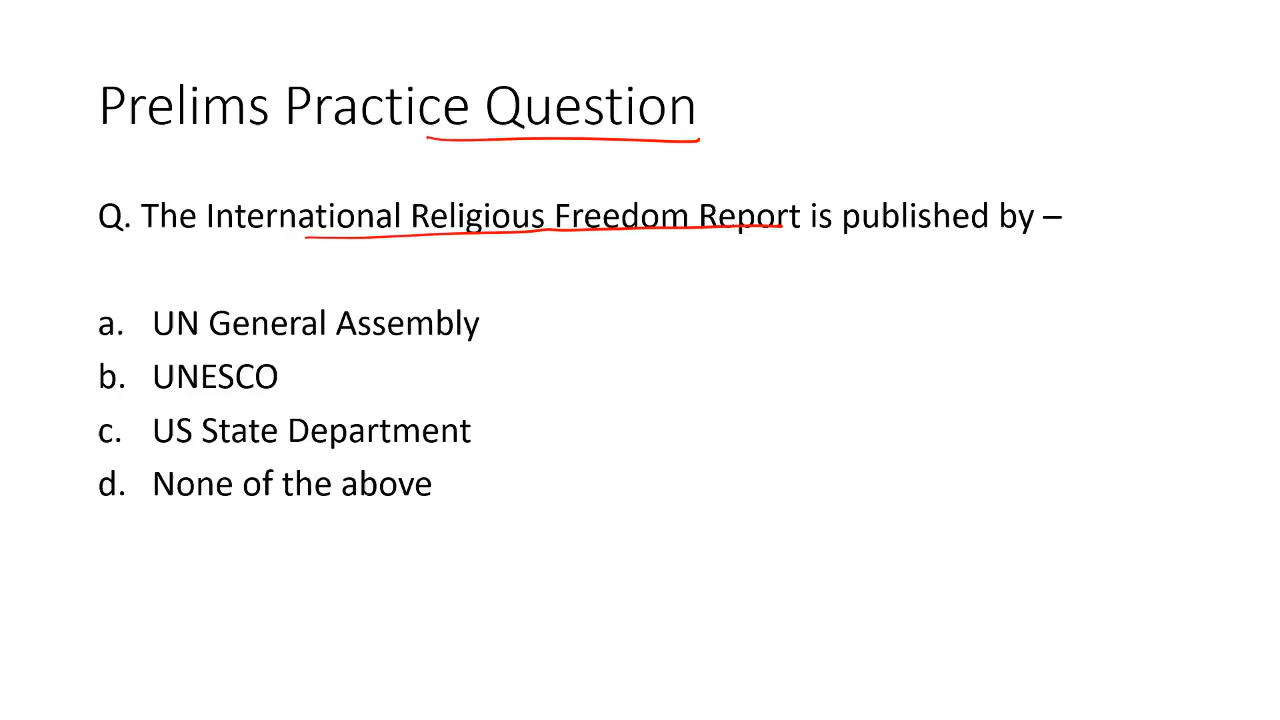 Prelims Practice Question
Q. The International Religious Freedom Report is published by –
a. UN General Assembly
b. UNESCO
c. US State Department
d. None of the above